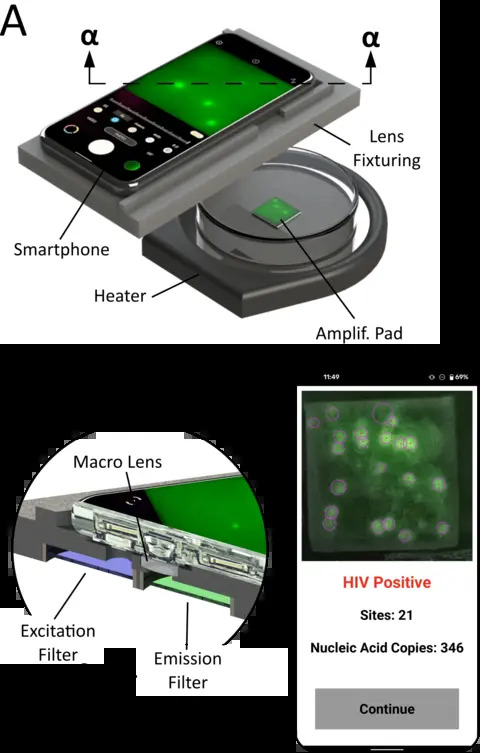 A
α
α
Lens
Fixturing
Smartphone
Heater
Amplif. Pad
Macro Lens
Excitation
Filter
Emission
Filter
11:49
69%
HIV Positive
Sites: 21
Nucleic Acid Copies: 346
Continue